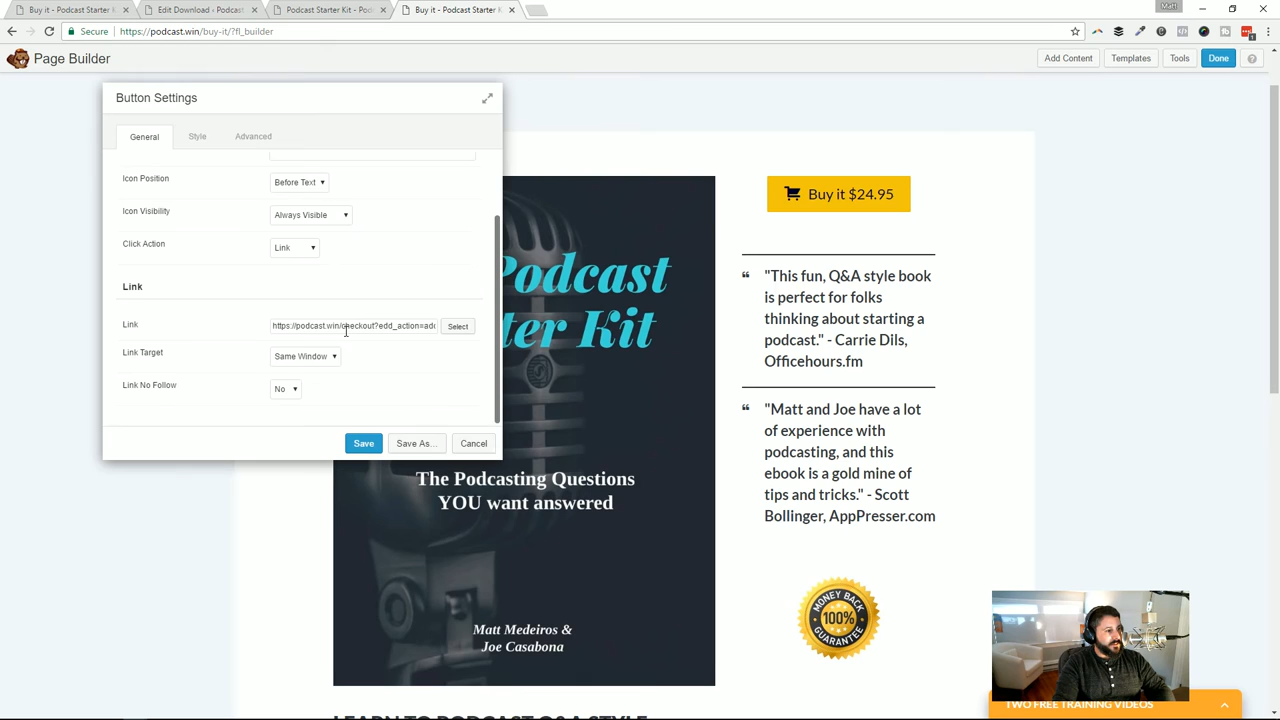 Buy it - Podcast Starter K
Edit Download ‹ Podcast
Podcast Starter Kit - Pod
Buy it - Podcast Starter K
Matt
Secure
https://podcast.win/buy-it/?fl_builder
Page Builder
Add Content
Templates
Tools
Done
?
Button Settings
General
Style
Advanced
Icon Position
Before Text
Icon Visibility
Always Visible
Click Action
Link
Link
Link
https://podcast.win/checkout?edd_action=add
Select
Link Target
Same Window
Link No Follow
No
Save
Save As...
Cancel
Podcast
ter Kit
The Podcasting Questions
YOU want answered
Matt Medeiros &
Joe Casabona
Buy it $24.95
"This fun, Q&A style book
is perfect for folks
thinking about starting a
podcast." - Carrie Dils,
Officehours.fm
"Matt and Joe have a lot
of experience with
podcasting, and this
ebook is a gold mine of
tips and tricks." - Scott
Bollinger, AppPresser.com
MONEY BACK
100%
GUARANTEE
TWO FREE TRAINING VIDEOS
LEARN TO PODCAST Q&A STYLE